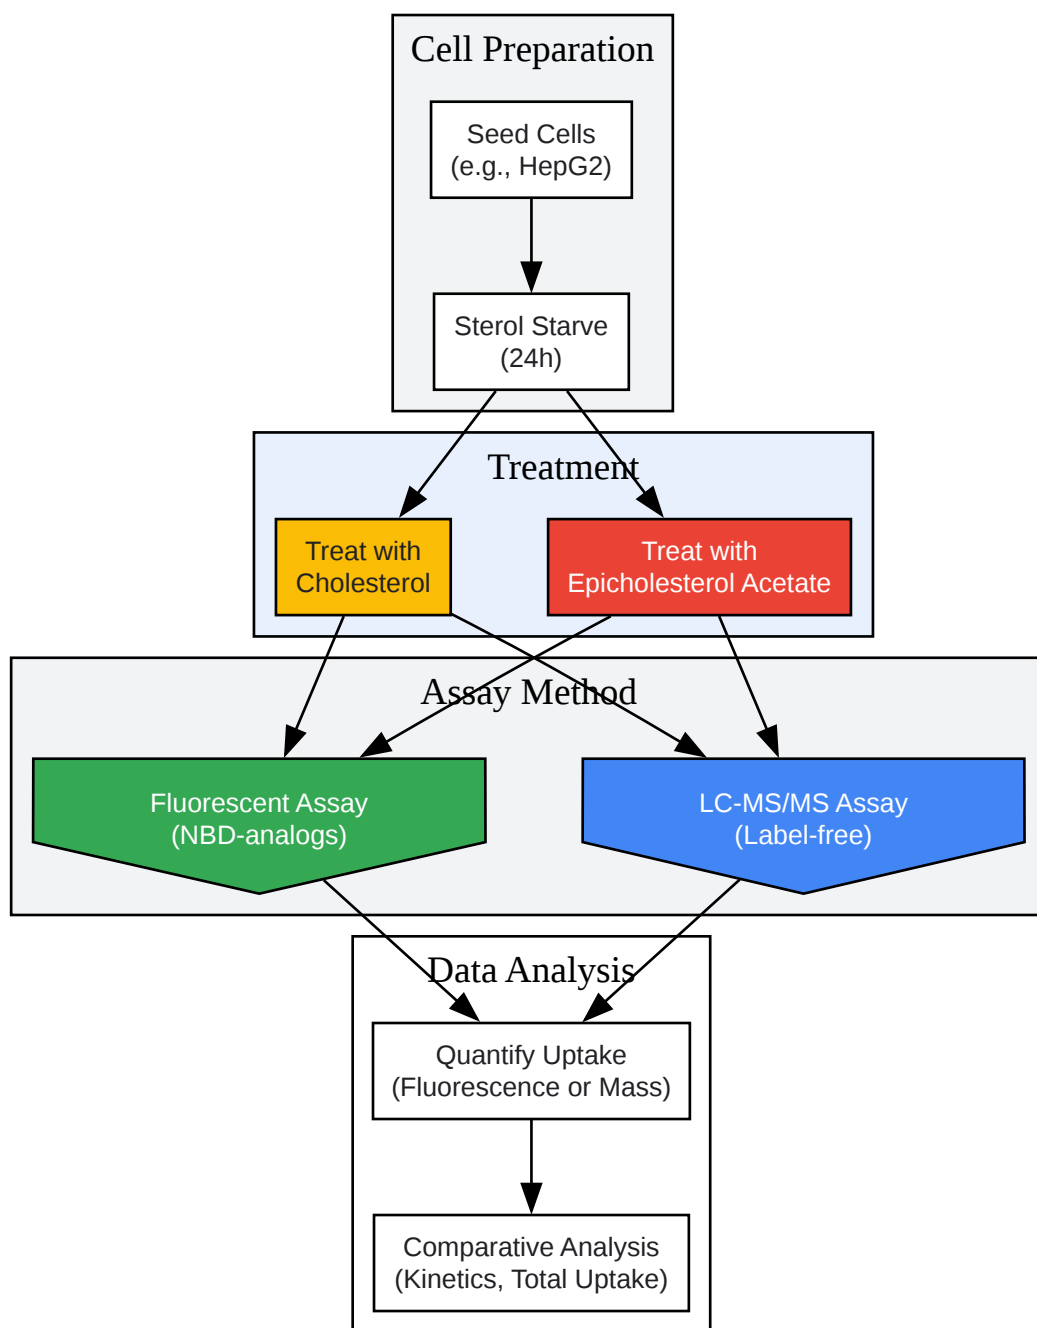 Cell Preparation
Seed Cells
(e.g., HepG2)
Sterol Starve
(24h)
Treatment
Treat with
Cholesterol
Treat with
Epicholesterol Acetate
Assay Method
Fluorescent Assay
(NBD-analogs)
LC-MS/MS Assay
(Label-free)
Data Analysis
Quantify Uptake
(Fluorescence or Mass)
Comparative Analysis
(Kinetics, Total Uptake)